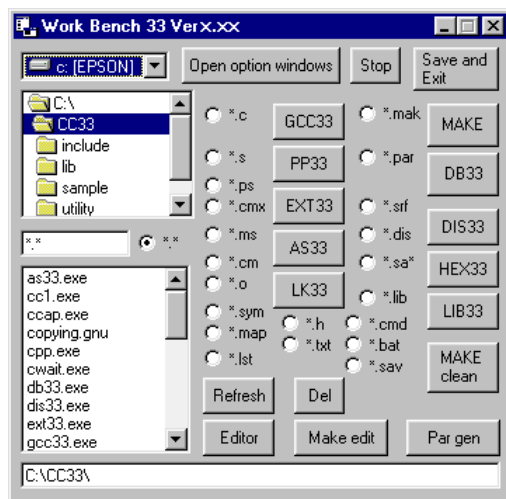 Work Bench 33 Verx.xx
c: [EPSON]
Open option windows
Stop
Save and
Exit
C:\
CC33
include
lib
sample
utility
*.*
*.*
as33.exe
cc1.exe
ccap.exe
copying.gnu
cpp.exe
cwait.exe
db33.exe
dis33.exe
ext33.exe
gcc33.exe
*.c
*.s
*.ps
*.cmx
*.ms
*.cm
*.o
*.sym
*.map
*.lst
GCC33
PP33
EXT33
AS33
LK33
*.h
*.txt
*.mak
*.par
*.srf
*.dis
*.sa*
*.lib
*.cmd
*.bat
*.sav
MAKE
DB33
DIS33
HEX33
LIB33
MAKE
clean
Refresh
Del
Editor
Make edit
Par gen
C:\CC33\